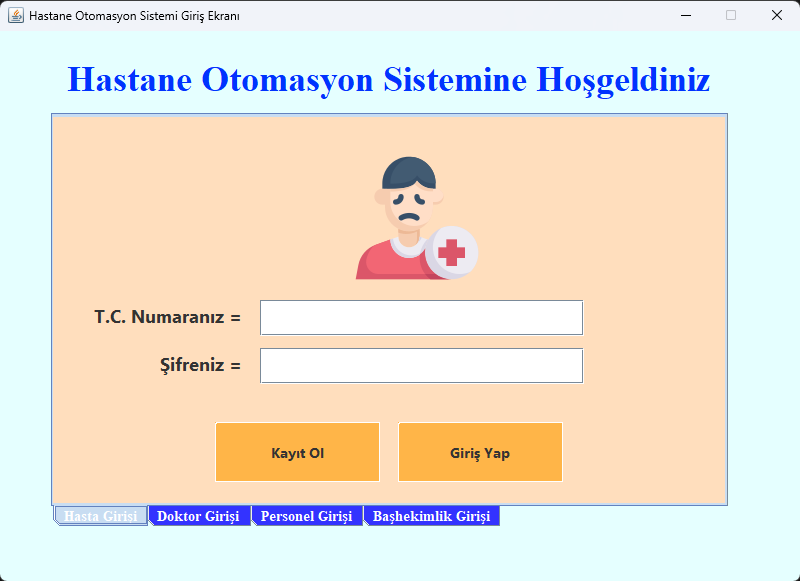 Hastane Otomasyon Sistemi Giriş Ekranı
Hastane Otomasyon Sistemine Hoşgeldiniz
T.C. Numaranız =
Şifreniz =
Kayıt Ol Giriş Yap
Hasta Girişi Doktor Girişi Personel Girişi Başhekimlik Girişi